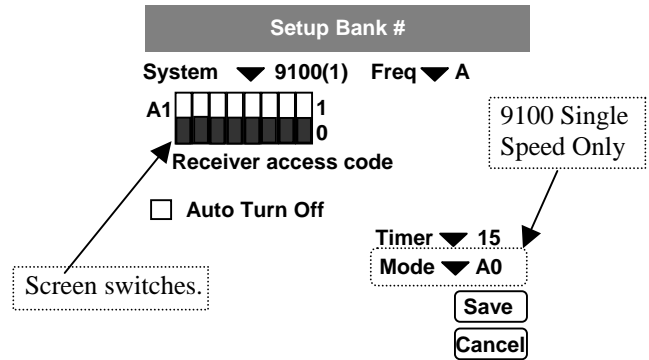 Setup Bank #
System 9100(1) Freq A
A1 1
0
Receiver access code
9100 Single
Speed Only
Auto Turn Off
Timer 15
Mode A0
Screen switches.
Save
Cancel